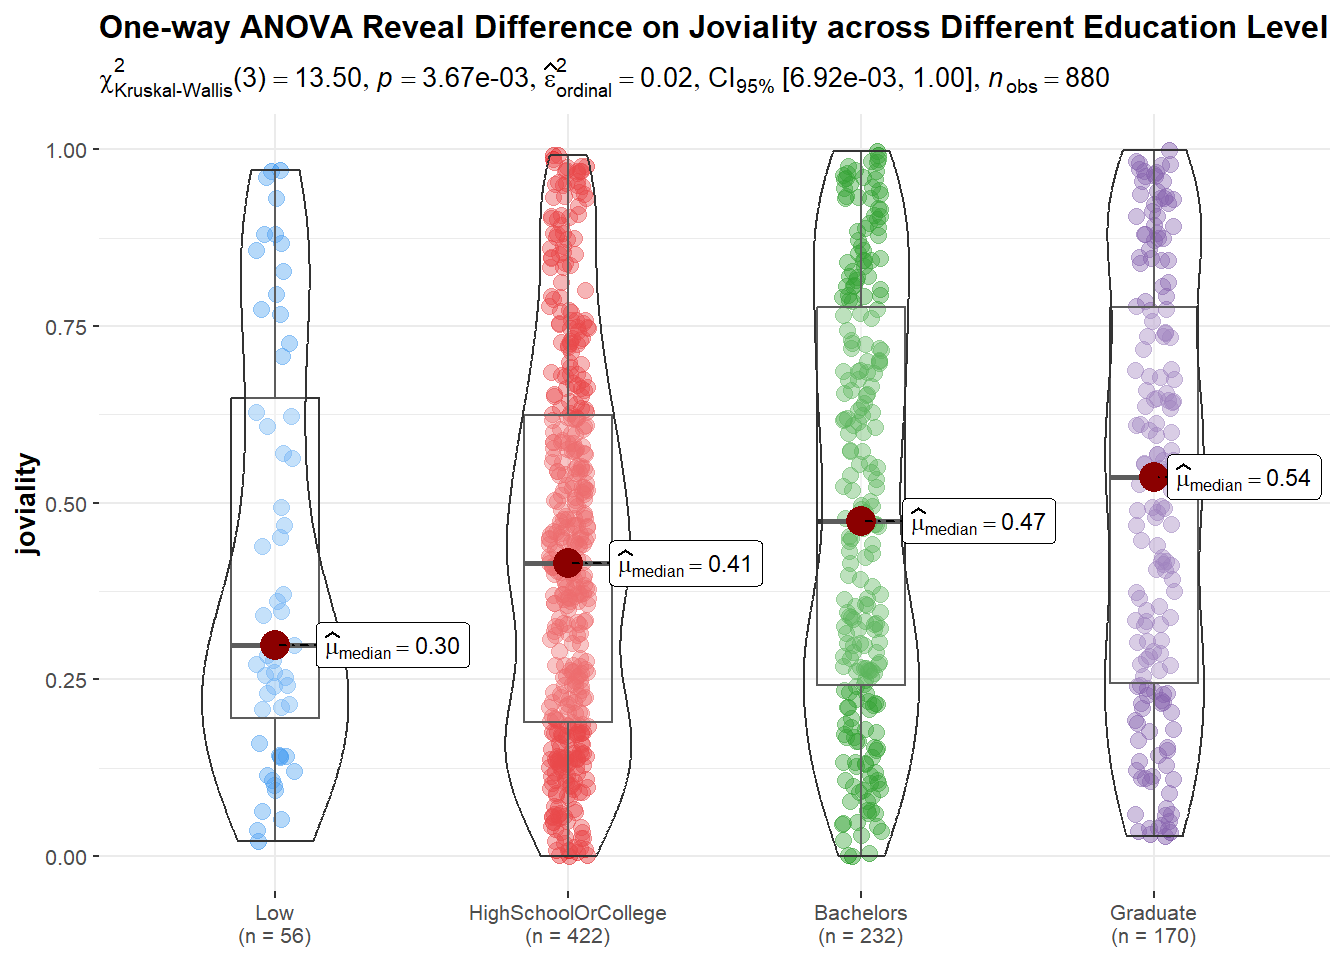 One-way ANOVA Reveal Difference on Joviality across Different Education Level
χ²Kruskal-Wallis(3) = 13.50, p = 3.67e-03, ε̂²ordinal = 0.02, CI95% [6.92e-03, 1.00], nobs = 880
joviality
1.00
0.75
0.50
0.25
0.00
μ̂median = 0.30
μ̂median = 0.41
μ̂median = 0.47
μ̂median = 0.54
Low
(n = 56)
HighSchoolOrCollege
(n = 422)
Bachelors
(n = 232)
Graduate
(n = 170)